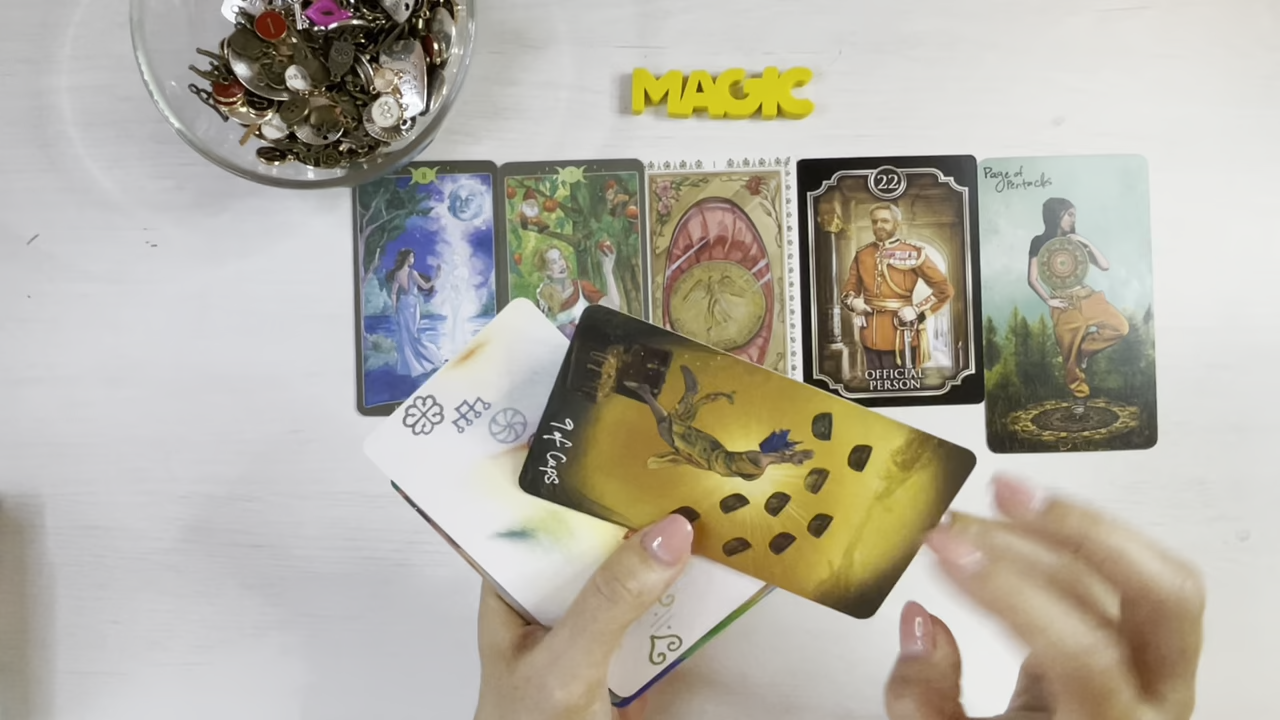 MAGIC
22
OFFICIAL
PERSON
Page of
Pentacles
9 of Cups